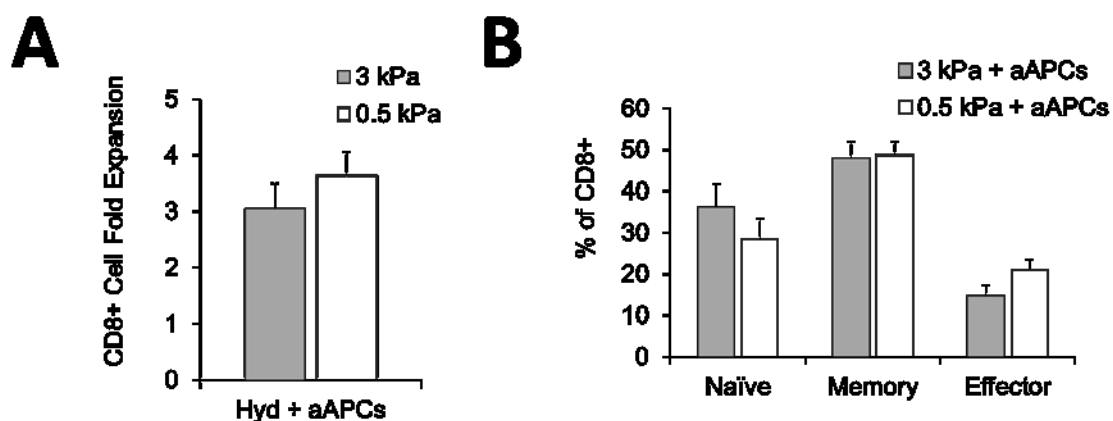 A
3 kPa
0.5 kPa
CD8+ Cell Fold Expansion
5
4
3
2
1
0
Hyd + aAPCs
B
3 kPa + aAPCs
0.5 kPa + aAPCs
% of CD8+
60
50
40
30
20
10
0
Naïve Memory Effector